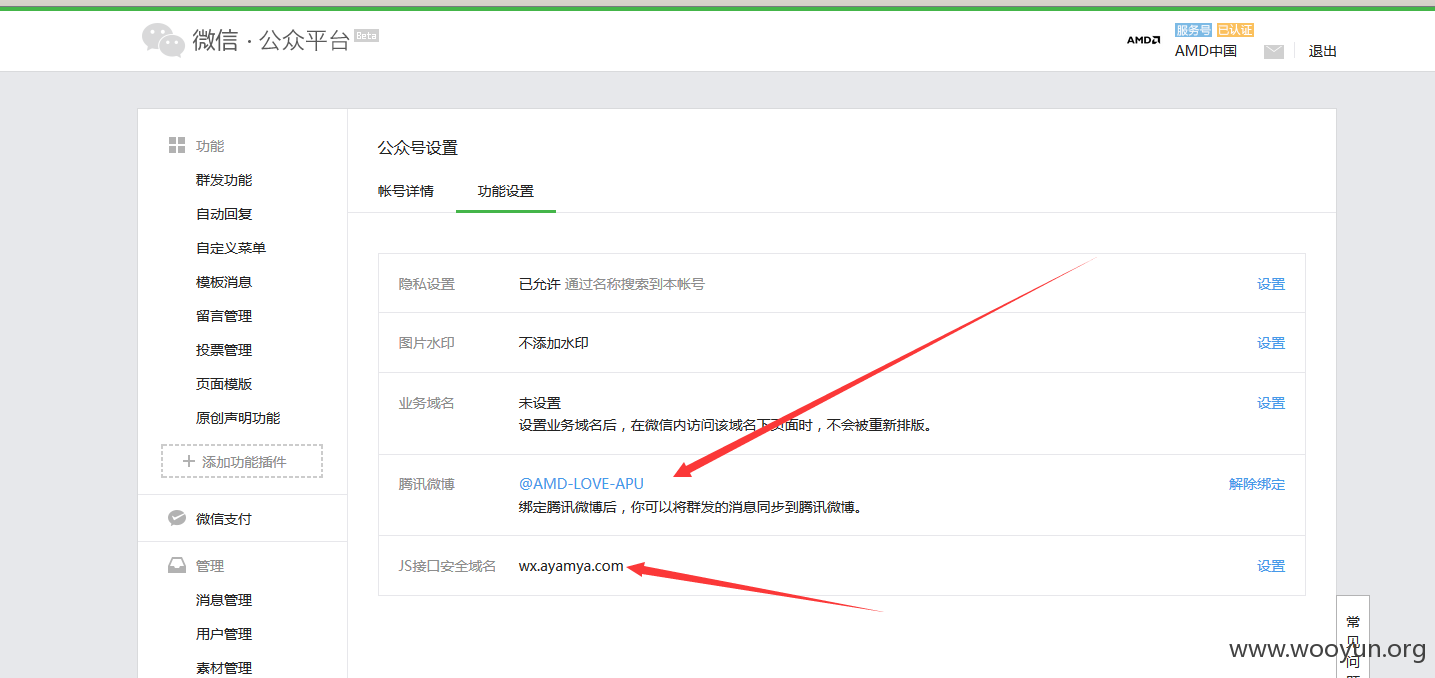 微信·公众平台 Beta
AMD
服务号 已认证
AMD中国
退出
功能
群发功能
自动回复
自定义菜单
模板消息
留言管理
投票管理
页面模版
原创声明功能
+ 添加功能插件
微信支付
管理
消息管理
用户管理
素材管理
公众号设置
帐号详情 功能设置
隐私设置 已允许 通过名称搜索到本帐号 设置
图片水印 不添加水印 设置
业务域名 未设置 设置
设置业务域名后，在微信内访问该域名下页面时，不会被重新排版。
腾讯微博 @AMD-LOVE-APU 解除绑定
绑定腾讯微博后，你可以将群发的消息同步到腾讯微博。
JS接口安全域名 wx.ayamya.com 设置
常
见
问
www.wooyun.org